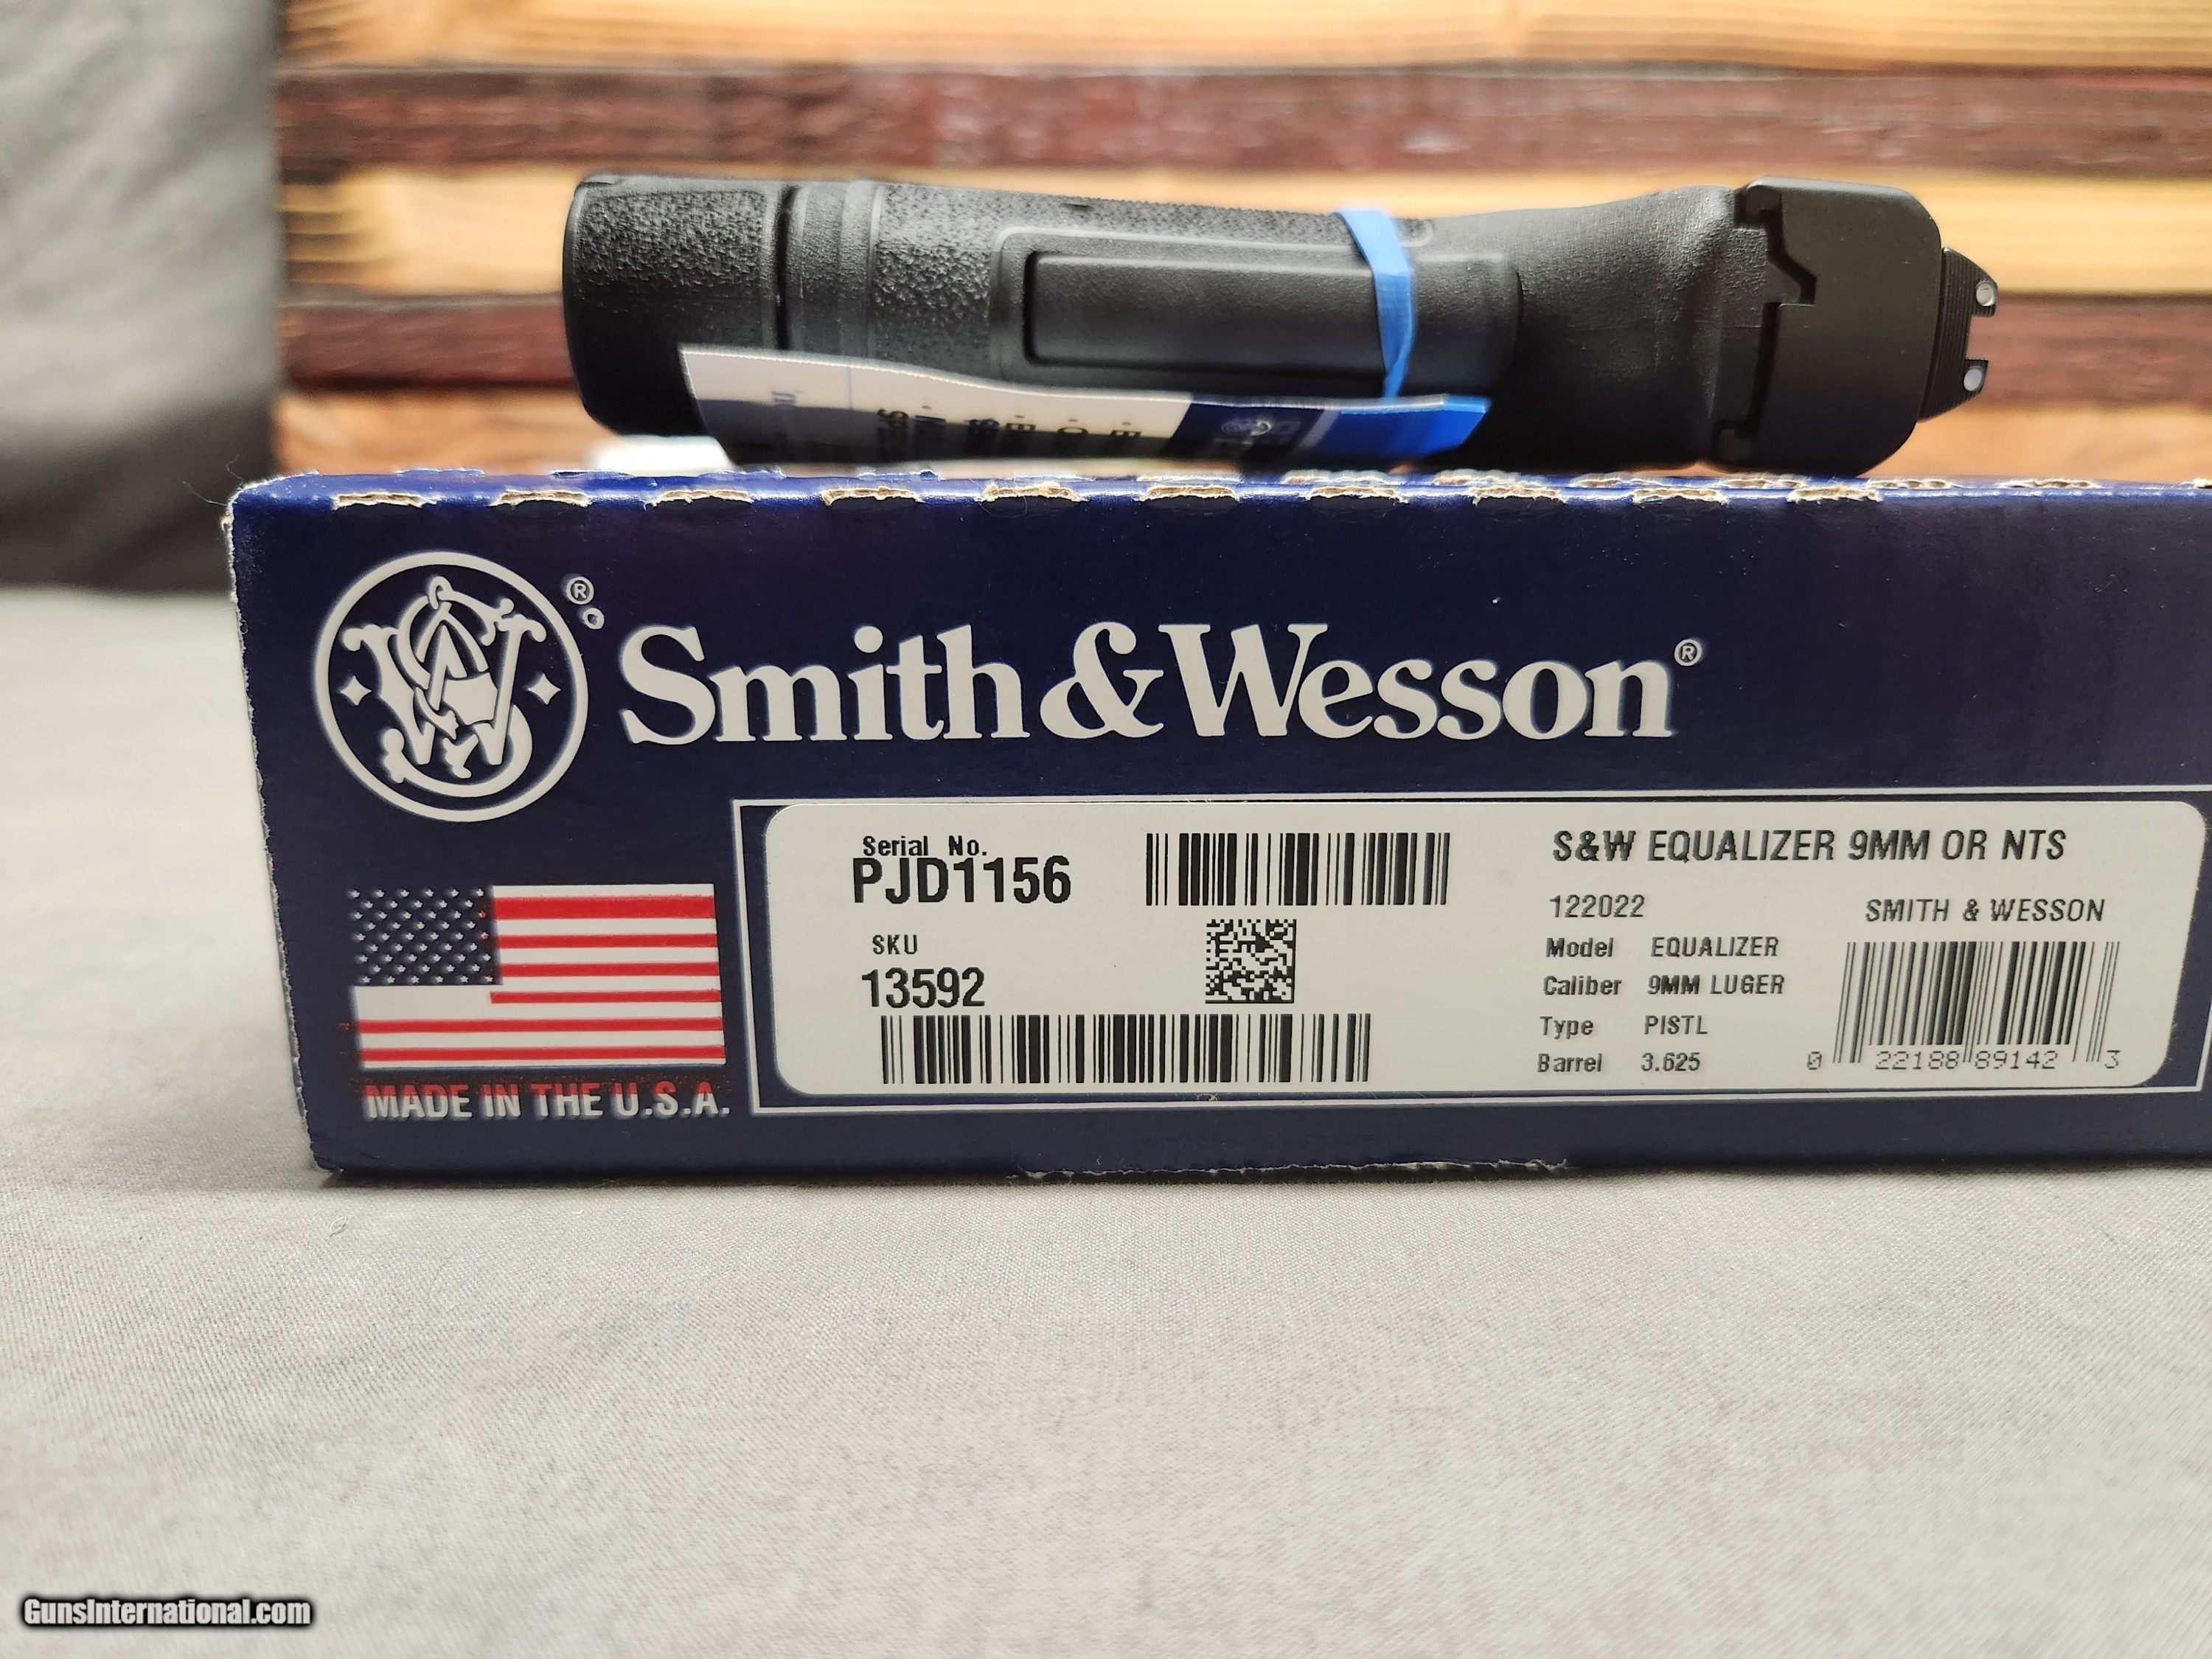 Smith & Wesson®
MADE IN THE U.S.A.
Serial No.
PJD1156
SKU
13592
S&W EQUALIZER 9MM OR NTS
122022
SMITH & WESSON
Model EQUALIZER
Caliber 9MM LUGER
Type PISTL
Barrel 3.625
0 22188 89142 3
GunsInternational.com